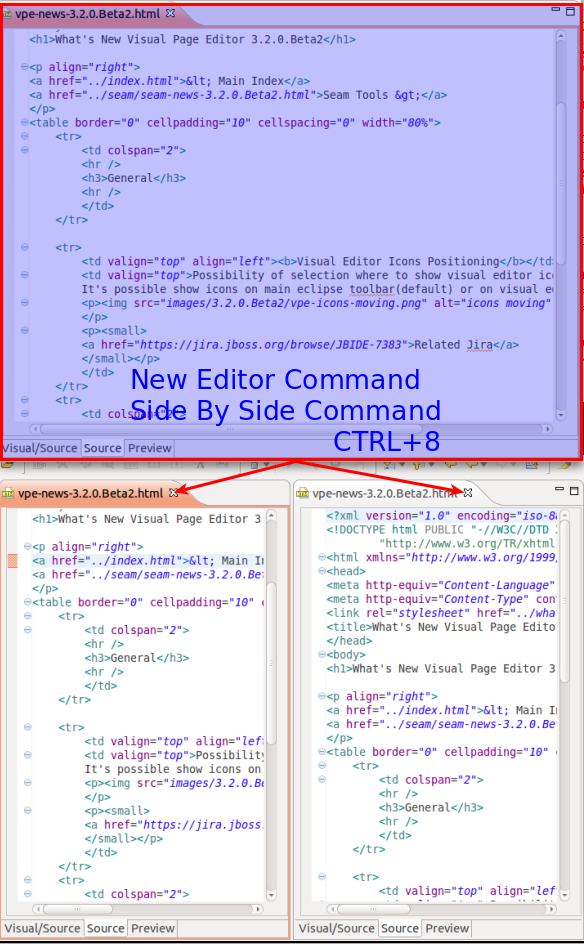 vpe-news-3.2.0.Beta2.html
<h1>What's New Visual Page Editor 3.2.0.Beta2</h1>
<p align="right">
<a href="../index.html">&lt; Main Index</a>
<a href="../seam/seam-news-3.2.0.Beta2.html">Seam Tools &gt;</a>
</p>
<table border="0" cellpadding="10" cellspacing="0" width="80%">
<tr>
<td colspan="2">
<hr />
<h3>General</h3>
<hr />
</td>
</tr>
<tr>
<td valign="top" align="left"><b>Visual Editor Icons Positioning</b></td>
<td valign="top">Possibility of selection where to show visual editor
It's possible show icons on main eclipse toolbar(default) or on visual
<p><img src="images/3.2.0.Beta2/vpe-icons-moving.png" alt="icons moving"
</p>
<p><small>
<a href="https://jira.jboss.org/browse/JBIDE-7383">Related Jira</a>
</small></p>
</td>
</tr>
<tr>
<td colspan="2">
New Editor Command
Side By Side Command
CTRL+8
Visual/Source Source Preview
vpe-news-3.2.0.Beta2.html
<h1>What's New Visual Page Editor 3
<p align="right">
<a href="../index.html">&lt; Main
<a href="../seam/seam-news-3.2.0.Be
</p>
<table border="0" cellpadding="10"
<tr>
<td colspan="2">
<hr />
<h3>General</h3>
<hr />
</td>
</tr>
<tr>
<td valign="top" align="lef
<td valign="top">Possibility
It's possible show icons on
<p><img src="images/3.2.0.Be
</p>
<p><small>
<a href="https://jira.jboss.
</small></p>
</td>
</tr>
<tr>
<td colspan="2">
Visual/Source Source Preview
vpe-news-3.2.0.Beta2.html
<?xml version="1.0" encoding="iso-8
<!DOCTYPE html PUBLIC "-//W3C//DTD
"http://www.w3.org/TR/xhtml
<html xmlns="http://www.w3.org/1999/
<head>
<meta http-equiv="Content-Language"
<meta http-equiv="Content-Type" con
<link rel="stylesheet" href="../wha
<title>What's New Visual Page Edito
</head>
<body>
<h1>What's New Visual Page Editor 3
<p align="right">
<a href="../index.html">&lt; Main
<a href="../seam/seam-news-3.2.0.Be
</p>
<table border="0" cellpadding="10"
<tr>
<td colspan="2">
<hr />
<h3>General</h3>
<hr />
</td>
</tr>
<tr>
<td valign="top" align="lef
Visual/Source Source Preview